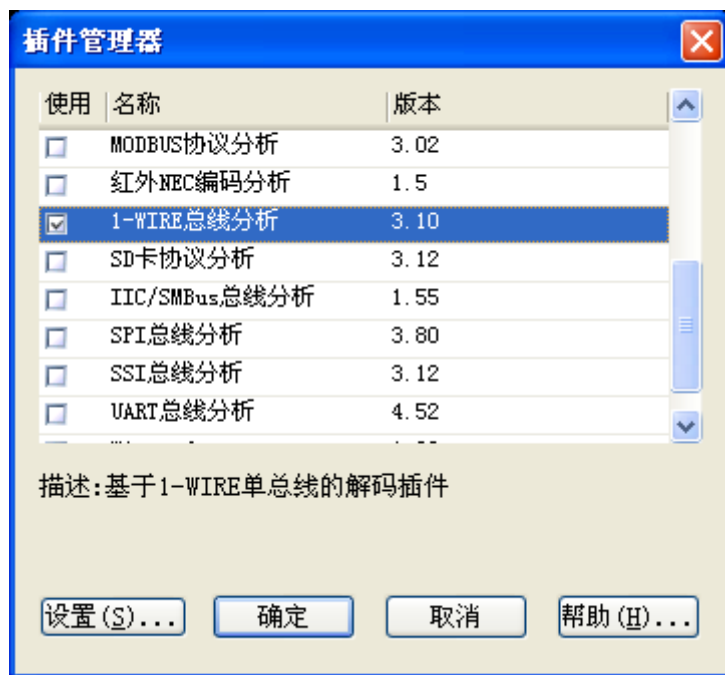 插件管理器
使用 名称 版本
MODBUS协议分析 3.02
红外NEC编码分析 1.5
1-WIRE总线分析 3.10
SD卡协议分析 3.12
IIC/SMBus总线分析 1.55
SPI总线分析 3.80
SSI总线分析 3.12
UART总线分析 4.52
描述:基于1-WIRE单总线的解码插件
设置(S)... 确定 取消 帮助(H)...